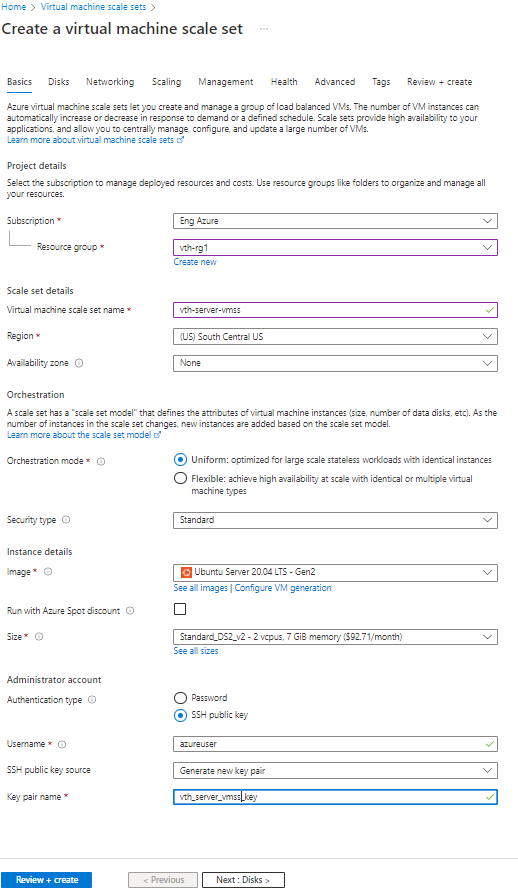 Home > Virtual machine scale sets >
Create a virtual machine scale set ...
Basics Disks Networking Scaling Management Health Advanced Tags Review + create
Azure virtual machine scale sets let you create and manage a group of load balanced VMs. The number of VM instances can
automatically increase or decrease in response to demand or a defined schedule. Scale sets provide high availability to your
applications, and allow you to centrally manage, configure, and update a large number of VMs.
Learn more about virtual machine scale sets
Project details
Select the subscription to manage deployed resources and costs. Use resource groups like folders to organize and manage all
your resources.
Subscription * Eng Azure
Resource group * vth-rg1
Create new
Scale set details
Virtual machine scale set name * vth-server-vmss
Region * (US) South Central US
Availability zone None
Orchestration
A scale set has a "scale set model" that defines the attributes of virtual machine instances (size, number of data disks, etc). As the
number of instances in the scale set changes, new instances are added based on the scale set model.
Learn more about the scale set model
Orchestration mode * Uniform: optimized for large scale stateless workloads with identical instances
Flexible: achieve high availability at scale with identical or multiple virtual
machine types
Security type Standard
Instance details
Image * Ubuntu Server 20.04 LTS - Gen2
See all images | Configure VM generation
Run with Azure Spot discount
Size * Standard_DS2_v2 - 2 vcpus, 7 GiB memory ($92.71/month)
See all sizes
Administrator account
Authentication type Password
SSH public key
Username * azureuser
SSH public key source Generate new key pair
Key pair name * vth_server_vmss_key
Review + create < Previous Next : Disks >